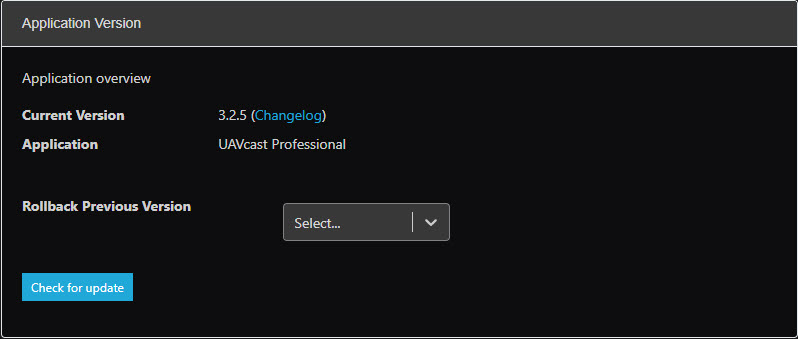 Application Version
Application overview
Current Version 3.2.5 (Changelog)
Application UAVcast Professional
Rollback Previous Version Select...
Check for update